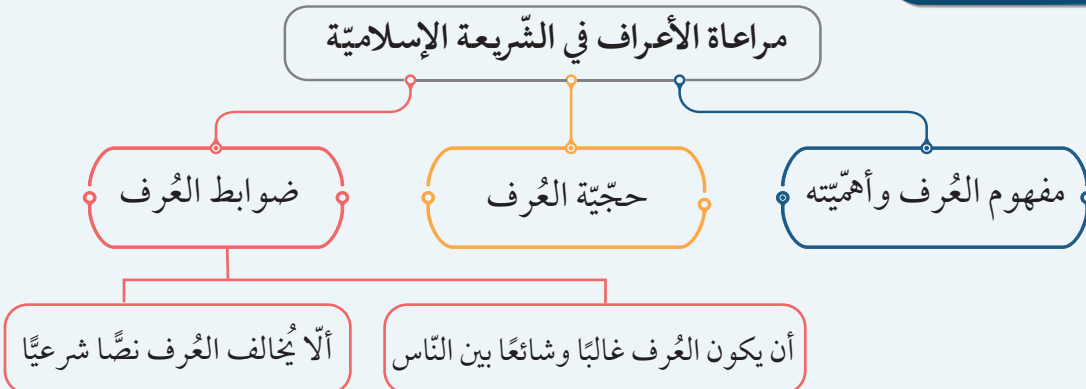 مراعاة الأعراف في الشّريعة الإسلاميّة
مفهوم العُرف وأهمّيّته
حجّيّة العُرف
ضوابط العُرف
أن يكون العُرف غالبًا وشائعًا بين النّاس
ألّا يُخالف العُرف نصًّا شرعيًّا